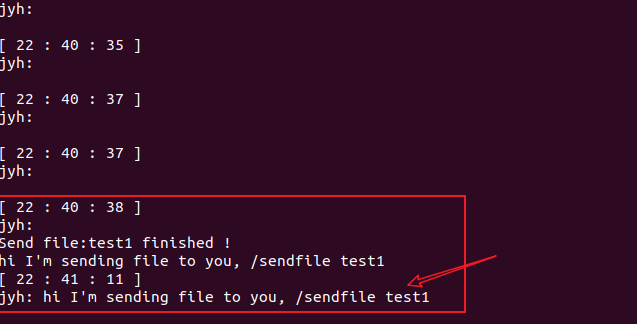 jyh:
[ 22 : 40 : 35 ]
jyh:
[ 22 : 40 : 37 ]
jyh:
[ 22 : 40 : 37 ]
jyh:
[ 22 : 40 : 38 ]
jyh:
Send file:test1 finished !
hi I'm sending file to you, /sendfile test1
[ 22 : 41 : 11 ]
jyh: hi I'm sending file to you, /sendfile test1